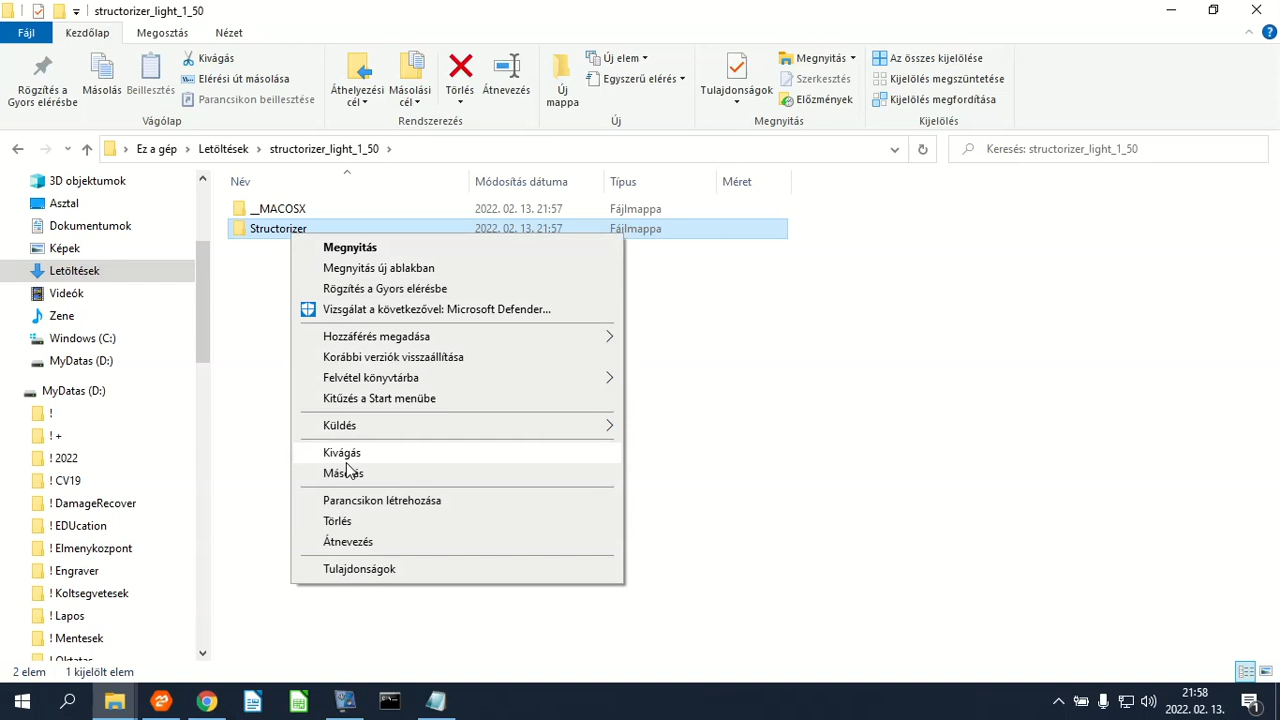 structorizer_light_1_50
Fájl
Kezdőlap
Megosztás
Nézet
Rögzítés a
Gyors elérésbe
Másolás
Beillesztés
Kivágás
Elérési út másolása
Parancsikon beillesztése
Vágólap
Áthelyezési
cél
Másolási
cél
Törlés
Átnevezés
Rendszerezés
Új
mappa
Új elem
Egyszerű elérés
Új
Tulajdonságok
Megnyitás
Szerkesztés
Előzmények
Megnyitás
Az összes kijelölése
Kijelölés megszüntetése
Kijelölés megfordítása
Kijelölés
Ez a gép > Letöltések > structorizer_light_1_50 >
Keresés: structorizer_light_1_50
3D objektumok
Asztal
Dokumentumok
Képek
Letöltések
Videók
Zene
Windows (C:)
MyDatas (D:)
MyDatas (D:)
!
! +
! 2022
! CV19
! DamageRecover
! EDUcation
! Elmenykozpont
! Engraver
! Koltsegvetesek
! Lapos
! Mentesek
! Oktatas
Név Módosítás dátuma Típus Méret
__MACOSX 2022. 02. 13. 21:57 Fájlmappa
Structorizer 2022. 02. 13. 21:57 Fájlmappa
Megnyitás
Megnyitás új ablakban
Rögzítés a Gyors elérésbe
Vizsgálat a következővel: Microsoft Defender...
Hozzáférés megadása
Korábbi verziók visszaállítása
Felvétel könyvtárba
Kitűzés a Start menübe
Küldés
Kivágás
Másolás
Parancsikon létrehozása
Törlés
Átnevezés
Tulajdonságok
2 elem 1 kijelölt elem
21:58
2022. 02. 13.
1